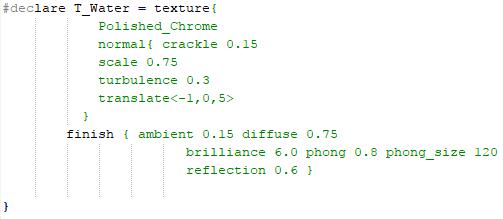 #declare T_Water = texture{
Polished_Chrome
normal{ crackle 0.15
scale 0.75
turbulence 0.3
translate<-1,0,5>
}
finish { ambient 0.15 diffuse 0.75
brilliance 6.0 phong 0.8 phong_size 120
reflection 0.6 }
}